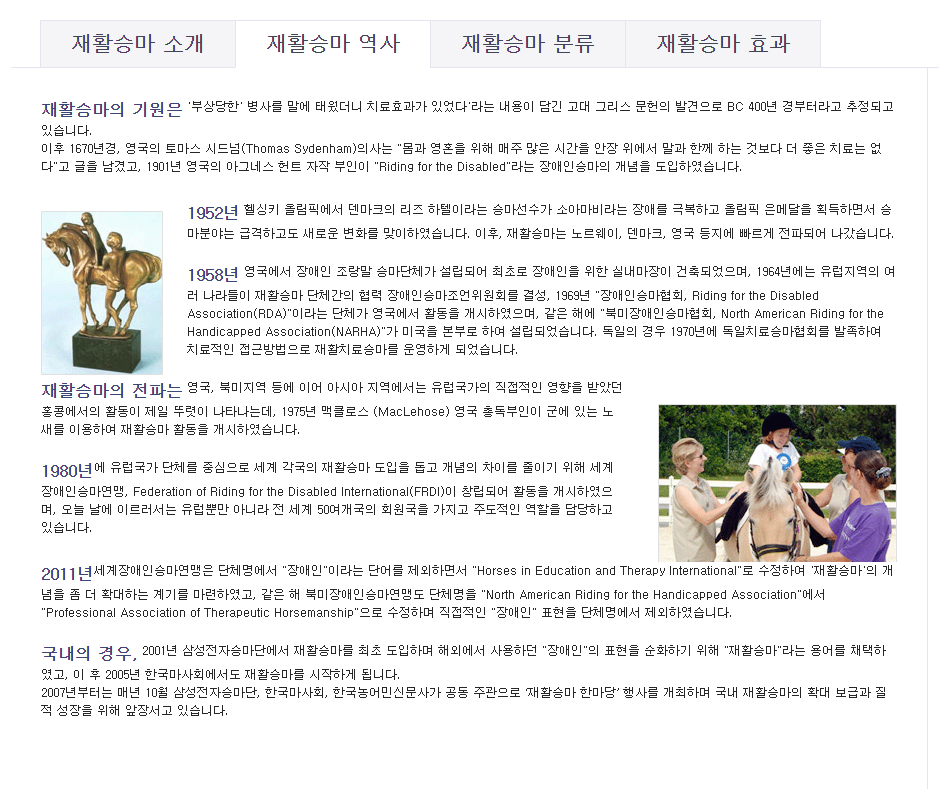 재활승마 소개
재활승마 역사
재활승마 분류
재활승마 효과
재활승마의 기원은 '부상당한' 병사를 말에 태웠더니 치료효과가 있었다'라는 내용이 담긴 고대 그리스 문헌의 발견으로 BC 400년 경부터라고 추정되고
있습니다.
이후 1670년경, 영국의 토마스 시드넘(Thomas Sydenham)의사는 "몸과 영혼을 위해 매주 많은 시간을 안장 위에서 말과 함께 하는 것보다 더 좋은 치료는 없
다"고 글을 남겼고, 1901년 영국의 아그네스 헌트 자작 부인이 "Riding for the Disabled"라는 장애인승마의 개념을 도입하였습니다.
1952년 헬싱키 올림픽에서 덴마크의 리즈 하텔이라는 승마선수가 소아마비라는 장애를 극복하고 올림픽 은메달을 획득하면서 승
마분야는 급격하고도 새로운 변화를 맞이하였습니다. 이후, 재활승마는 노르웨이, 덴마크, 영국 등지에 빠르게 전파되어 나갔습니다.
1958년 영국에서 장애인 조랑말 승마단체가 설립되어 최초로 장애인을 위한 실내마장이 건축되었으며, 1964년에는 유럽지역의 여
러 나라들이 재활승마 단체간의 협력 장애인승마조언위원회를 결성, 1969년 "장애인승마협회, Riding for the Disabled
Association(RDA)"이라는 단체가 영국에서 활동을 개시하였으며, 같은 해에 "북미장애인승마협회, North American Riding for the
Handicapped Association(NARHA)"가 미국을 본부로 하여 설립되었습니다. 독일의 경우 1970년에 독일치료승마협회를 발족하여
치료적인 접근방법으로 재활치료승마를 운영하게 되었습니다.
재활승마의 전파는 영국, 북미지역 등에 이어 아시아 지역에서는 유럽국가의 직접적인 영향을 받았던
홍콩에서의 활동이 제일 뚜렷이 나타나는데, 1975년 맥클로스 (MacLehose) 영국 총독부인이 군에 있는 노
새를 이용하여 재활승마 활동을 개시하였습니다.
1980년에 유럽국가 단체를 중심으로 세계 각국의 재활승마 도입을 돕고 개념의 차이를 줄이기 위해 세계
장애인승마연맹, Federation of Riding for the Disabled International(FRDI)이 창립되어 활동을 개시하였으
며, 오늘 날에 이르러서는 유럽뿐만 아니라 전 세계 50여개국의 회원국을 가지고 주도적인 역할을 담당하고
있습니다.
2011년세계장애인승마연맹은 단체명에서 "장애인"이라는 단어를 제외하면서 "Horses in Education and Therapy International"로 수정하여 '재활승마'의 개
념을 좀 더 확대하는 계기를 마련하였고, 같은 해 북미장애인승마연맹도 단체명을 "North American Riding for the Handicapped Association"에서
"Professional Association of Therapeutic Horsemanship"으로 수정하며 직접적인 "장애인" 표현을 단체명에서 제외하였습니다.
국내의 경우, 2001년 삼성전자승마단에서 재활승마를 최초 도입하며 해외에서 사용하던 "장애인"의 표현을 순화하기 위해 "재활승마"라는 용어를 채택하
였고, 이 후 2005년 한국마사회에서도 재활승마를 시작하게 됩니다.
2007년부터는 매년 10월 삼성전자승마단, 한국마사회, 한국농어민신문사가 공동 주관으로 '재활승마 한마당' 행사를 개최하며 국내 재활승마의 확대 보급과 질
적 성장을 위해 앞장서고 있습니다.